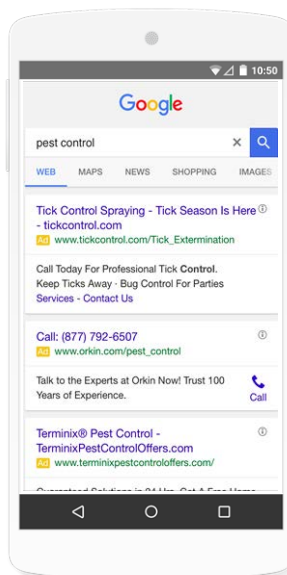 10:50
Google
pest control
WEB MAPS NEWS SHOPPING IMAGES
Tick Control Spraying - Tick Season Is Here
- tickcontrol.com
Ad www.tickcontrol.com/Tick_Extermination
Call Today For Professional Tick Control.
Keep Ticks Away · Bug Control For Parties
Services - Contact Us
Call: (877) 792-6507
Ad www.orkin.com/pest_control
Talk to the Experts at Orkin Now! Trust 100
Years of Experience.
Call
Terminix® Pest Control -
TerminixPestControlOffers.com
Ad www.terminixpestcontroloffers.com/